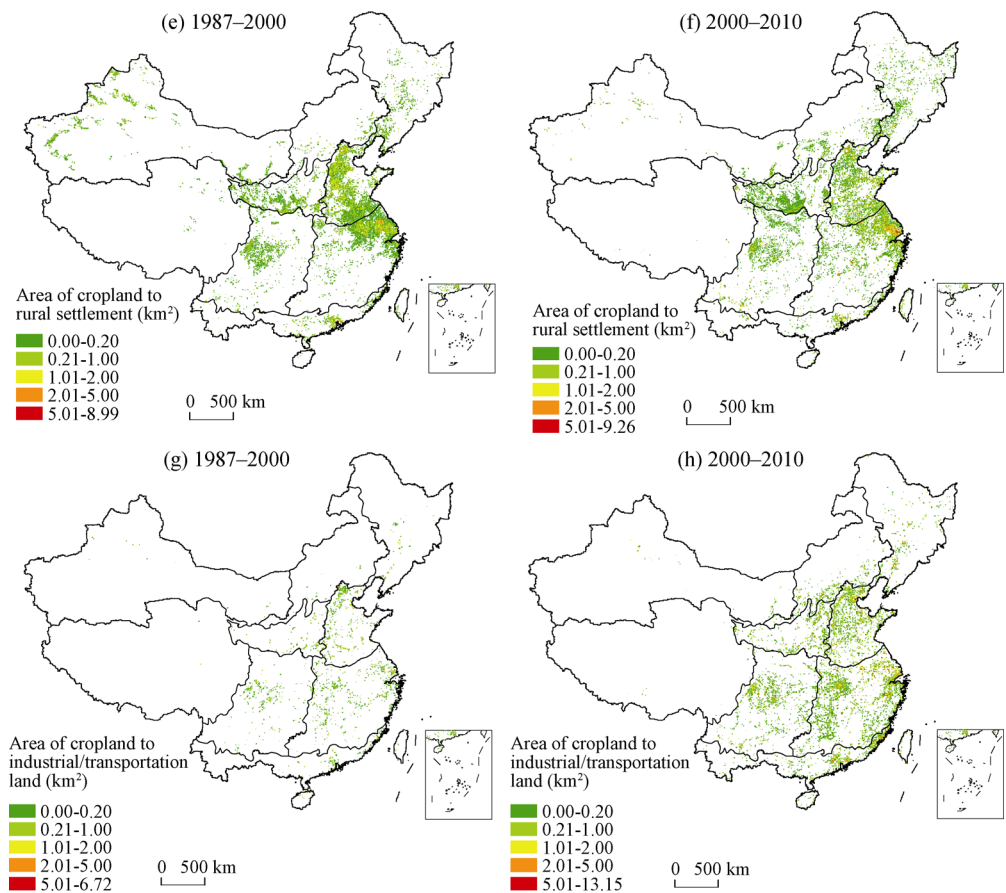 (e) 1987–2000
Area of cropland to
rural settlement (km²)
0.00-0.20
0.21-1.00
1.01-2.00
2.01-5.00
5.01-8.99
0 500 km
(f) 2000–2010
Area of cropland to
rural settlement (km²)
0.00-0.20
0.21-1.00
1.01-2.00
2.01-5.00
5.01-9.26
0 500 km
(g) 1987–2000
Area of cropland to
industrial/transportation
land (km²)
0.00-0.20
0.21-1.00
1.01-2.00
2.01-5.00
5.01-6.72
0 500 km
(h) 2000–2010
Area of cropland to
industrial/transportation
land (km²)
0.00-0.20
0.21-1.00
1.01-2.00
2.01-5.00
5.01-13.15
0 500 km